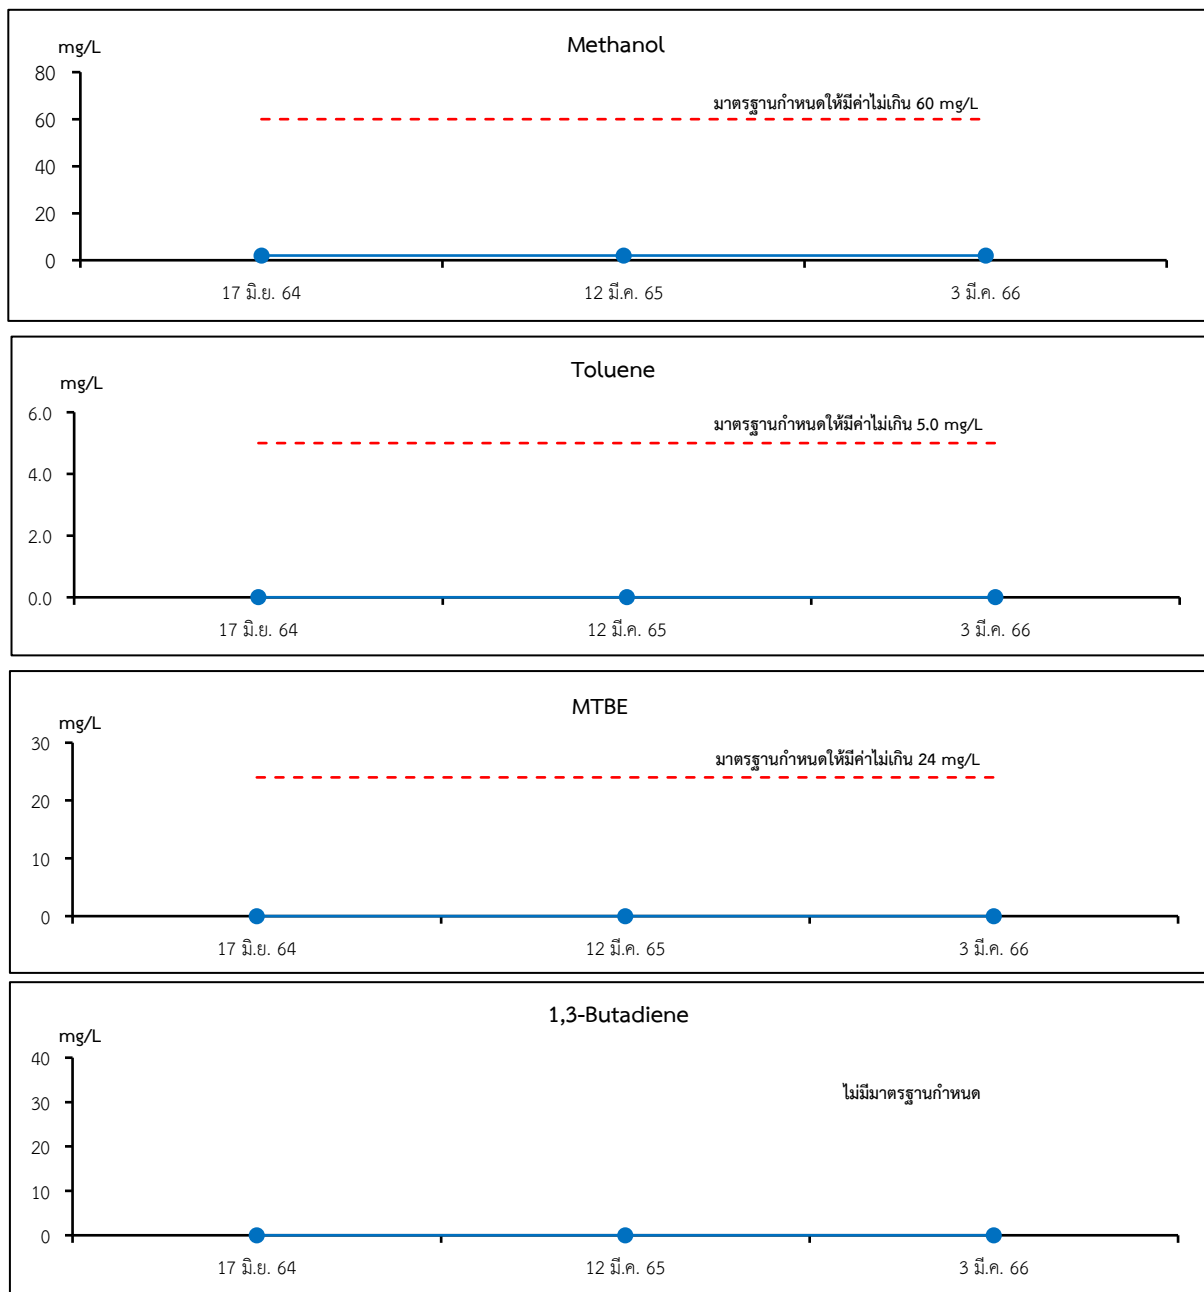 Methanol
mg/L
มาตรฐานกำหนดให้มีค่าไม่เกิน 60 mg/L
80
60
40
20
0
17 มิ.ย. 64 12 มี.ค. 65 3 มี.ค. 66
Toluene
mg/L
มาตรฐานกำหนดให้มีค่าไม่เกิน 5.0 mg/L
6.0
4.0
2.0
0.0
17 มิ.ย. 64 12 มี.ค. 65 3 มี.ค. 66
MTBE
mg/L
มาตรฐานกำหนดให้มีค่าไม่เกิน 24 mg/L
30
20
10
0
17 มิ.ย. 64 12 มี.ค. 65 3 มี.ค. 66
1,3-Butadiene
mg/L
ไม่มีมาตรฐานกำหนด
40
30
20
10
0
17 มิ.ย. 64 12 มี.ค. 65 3 มี.ค. 66